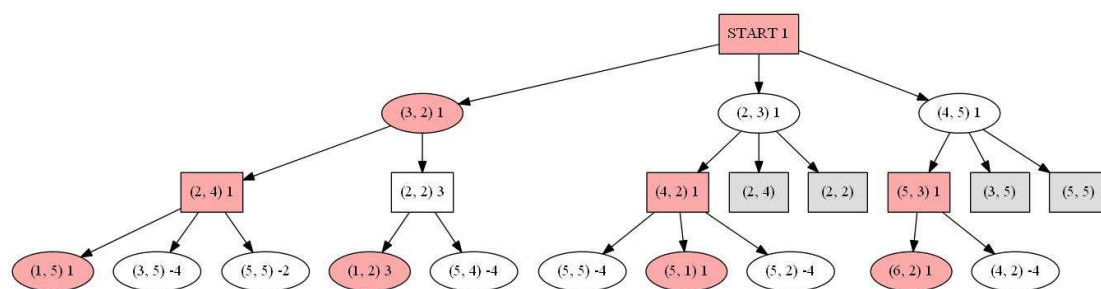 START 1
(3, 2) 1
(2, 3) 1
(4, 5) 1
(2, 4) 1
(2, 2) 3
(4, 2) 1
(2, 4)
(2, 2)
(5, 3) 1
(3, 5)
(5, 5)
(1, 5) 1
(3, 5) -4
(5, 5) -2
(1, 2) 3
(5, 4) -4
(5, 5) -4
(5, 1) 1
(5, 2) -4
(6, 2) 1
(4, 2) -4